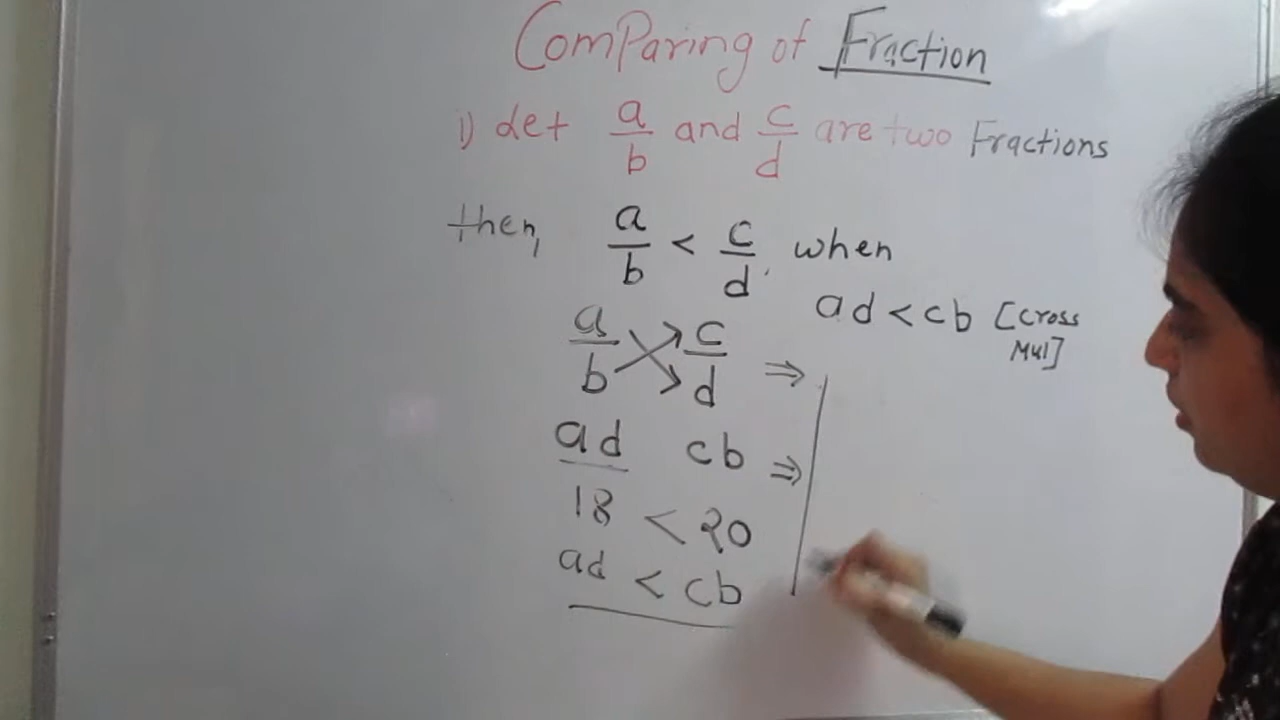 ComParing of Fraction
i) Let a/b and c/d are two Fractions
then, a/b < c/d, when
ad < cb [cross Mul]
a/b c/d ⇒
ad cb ⇒
18 < 20
ad < cb